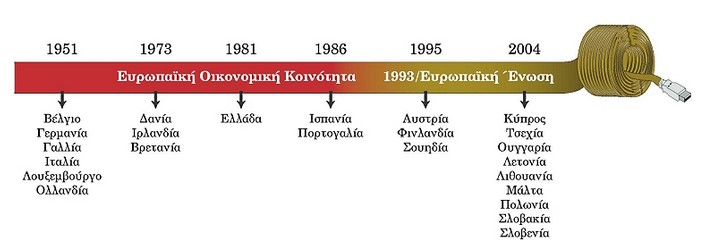 1951 1973 1981 1986 1995 2004
Ευρωπαϊκή Οικονομική Κοινότητα 1993/Ευρωπαϊκή Ένωση
Βέλγιο
Γερμανία
Γαλλία
Ιταλία
Λουξεμβούργο
Ολλανδία
Δανία
Ιρλανδία
Βρετανία
Ελλάδα
Ισπανία
Πορτογαλία
Αυστρία
Φινλανδία
Σουηδία
Κύπρος
Τσεχία
Ουγγαρία
Λετονία
Λιθουανία
Μάλτα
Πολωνία
Σλοβακία
Σλοβενία